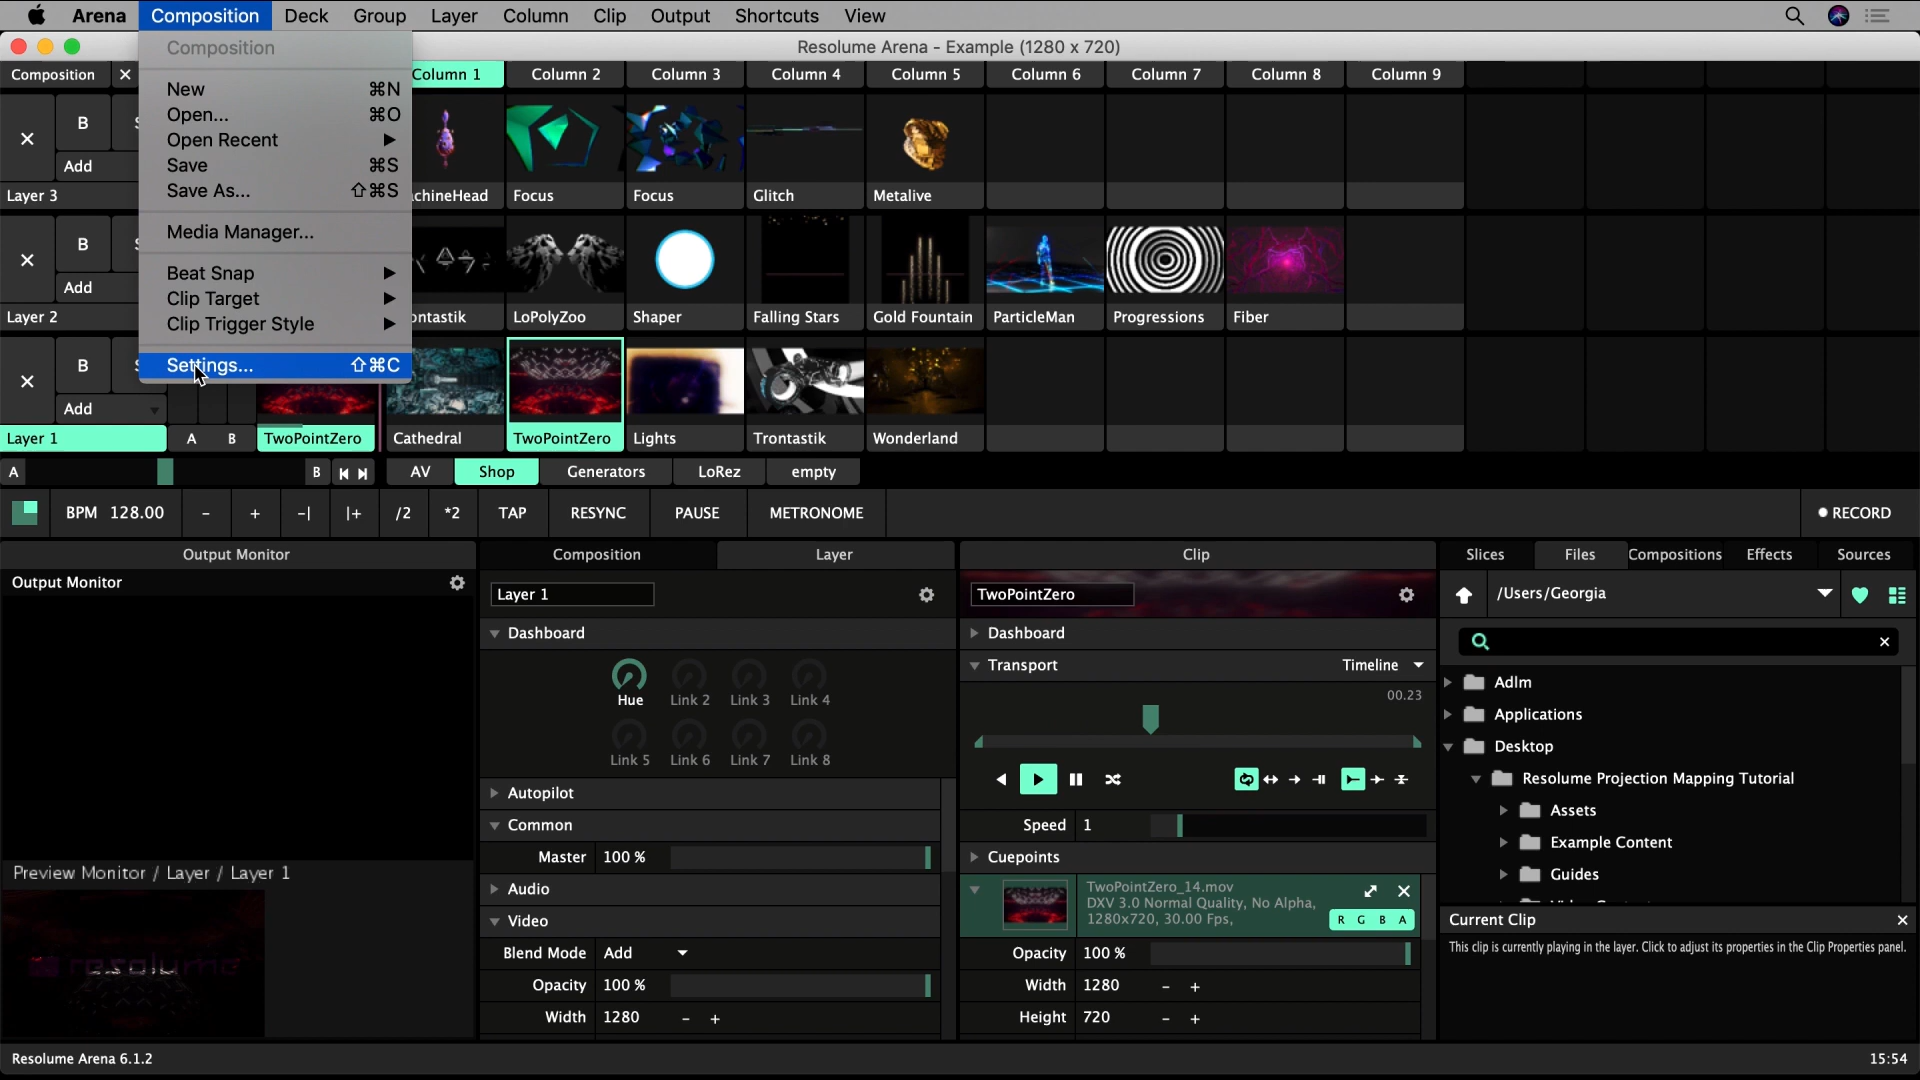 Arena Composition Deck Group Layer Column Clip Output Shortcuts View
Resolume Arena - Example (1280 x 720)
Composition
New ⌘N
Open... ⌘O
Open Recent
Save ⌘S
Save As... ⇧⌘S
Media Manager...
Beat Snap
Clip Target
Clip Trigger Style
Settings... ⇧⌘C
Composition Column 1 Column 2 Column 3 Column 4 Column 5 Column 6 Column 7 Column 8 Column 9
B S
Add
Layer 3 chineHead Focus Focus Glitch Metalive
B S
Add
Layer 2 ontastik LoPolyZoo Shaper Falling Stars Gold Fountain ParticleMan Progressions Fiber
B S
Add
Layer 1 A B TwoPointZero Cathedral TwoPointZero Lights Trontastik Wonderland
A B AV Shop Generators LoRez empty
BPM 128.00 - + -| |+ /2 *2 TAP RESYNC PAUSE METRONOME RECORD
Output Monitor
Output Monitor
Preview Monitor / Layer / Layer 1
resolume
Composition Layer
Layer 1
Dashboard
Hue Link 2 Link 3 Link 4
Link 5 Link 6 Link 7 Link 8
Autopilot
Common
Master 100 %
Audio
Video
Blend Mode Add
Opacity 100 %
Width 1280 - +
Clip
TwoPointZero
Dashboard
Transport Timeline
00.23
Speed 1
Cuepoints
TwoPointZero_14.mov
DXV 3.0 Normal Quality, No Alpha,
1280x720, 30.00 Fps,
R G B A
Opacity 100 %
Width 1280 - +
Height 720 - +
Slices Files Compositions Effects Sources
/Users/Georgia
Adlm
Applications
Desktop
Resolume Projection Mapping Tutorial
Assets
Example Content
Guides
Current Clip
This clip is currently playing in the layer. Click to adjust its properties in the Clip Properties panel.
Resolume Arena 6.1.2 15:54